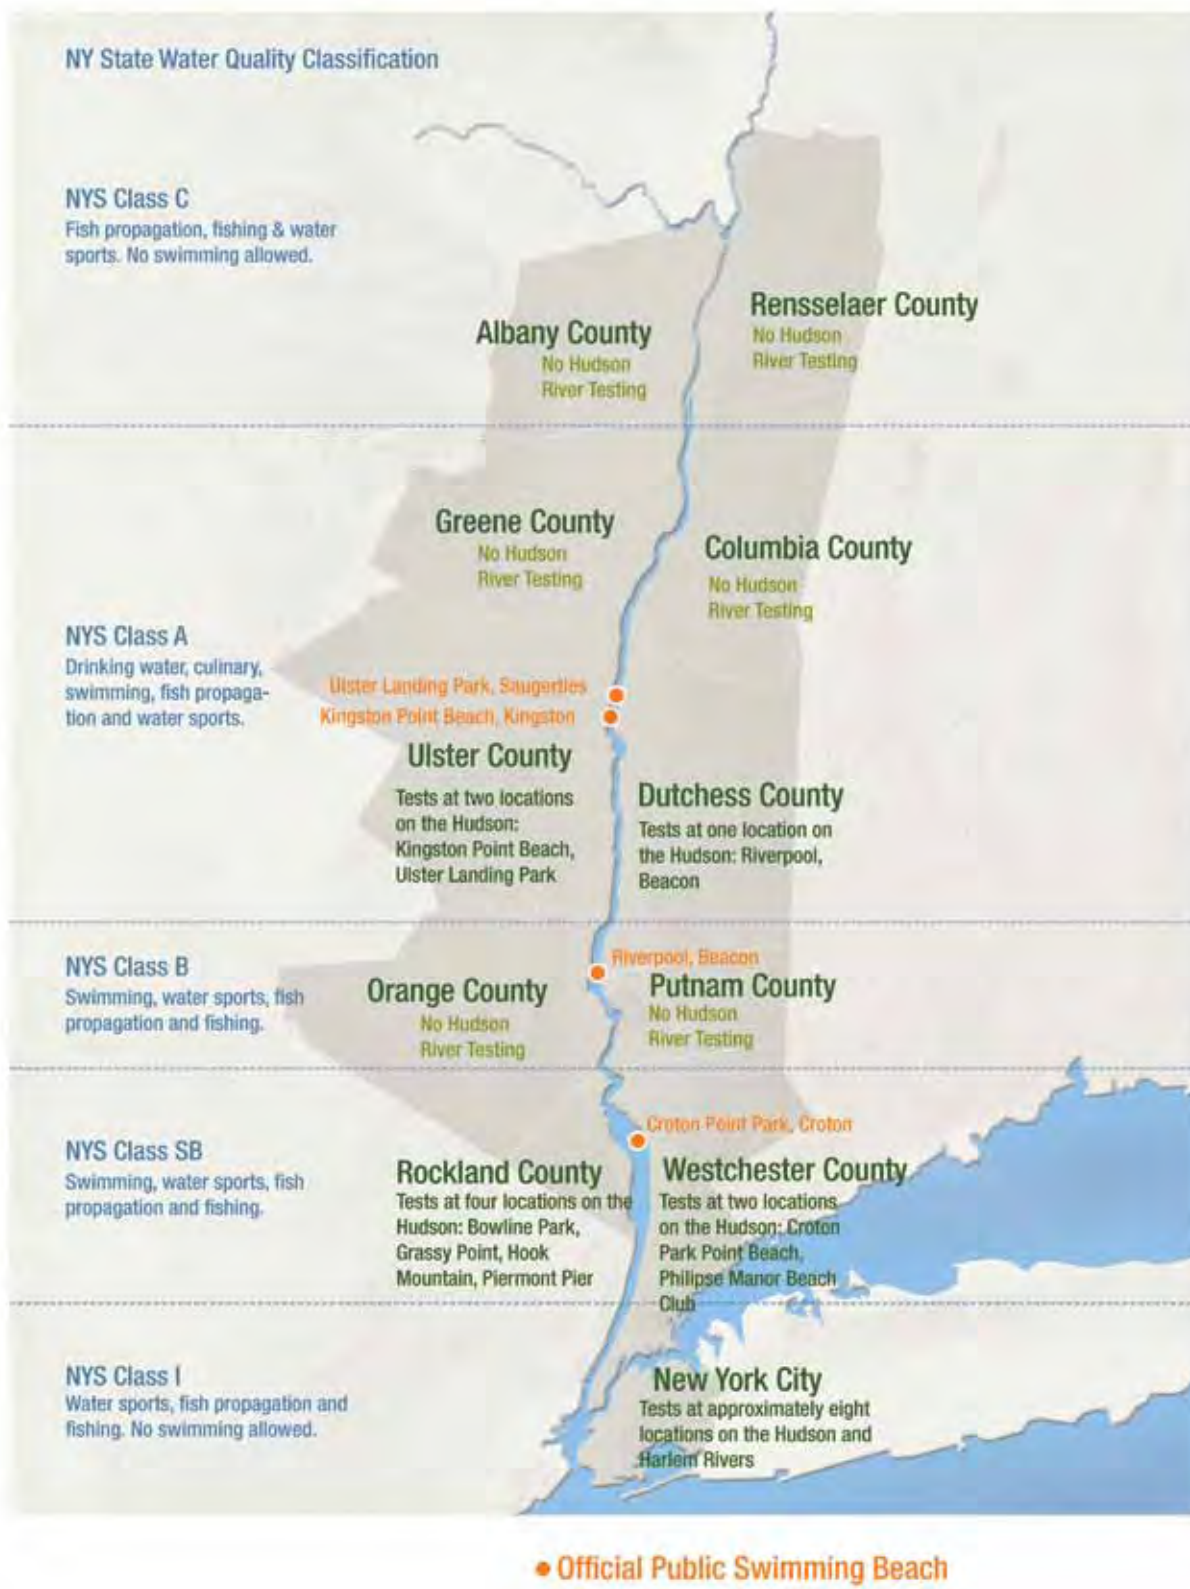 NY State Water Quality Classification
NYS Class C
Fish propagation, fishing & water
sports. No swimming allowed.
Rensselaer County
No Hudson
River Testing
Albany County
No Hudson
River Testing
Greene County
No Hudson
River Testing
Columbia County
No Hudson
River Testing
NYS Class A
Drinking water, culinary,
swimming, fish propaga-
tion and water sports.
Ulster Landing Park, Saugerties
Kingston Point Beach, Kingston
Ulster County
Tests at two locations
on the Hudson:
Kingston Point Beach,
Ulster Landing Park
Dutchess County
Tests at one location on
the Hudson: Riverpool,
Beacon
NYS Class B
Swimming, water sports, fish
propagation and fishing.
Riverpool, Beacon
Orange County
No Hudson
River Testing
Putnam County
No Hudson
River Testing
Croton Point Park, Croton
NYS Class SB
Swimming, water sports, fish
propagation and fishing.
Rockland County
Tests at four locations on the
Hudson: Bowline Park,
Grassy Point, Hook
Mountain, Piermont Pier
Westchester County
Tests at two locations
on the Hudson: Croton
Park Point Beach,
Philipse Manor Beach
Club
NYS Class I
Water sports, fish propagation and
fishing. No swimming allowed.
New York City
Tests at approximately eight
locations on the Hudson and
Harlem Rivers
Official Public Swimming Beach